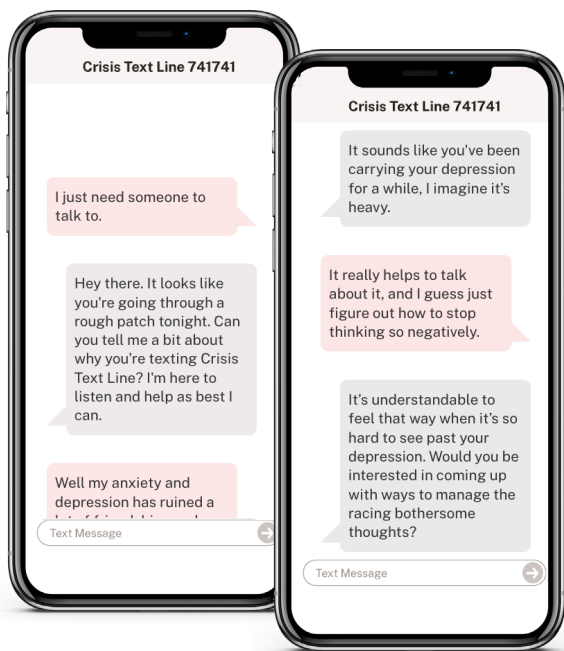 Crisis Text Line 741741
I just need someone to
talk to.
Hey there. It looks like
you're going through a
rough patch tonight. Can
you tell me a bit about
why you’re texting Crisis
Text Line? I'm here to
listen and help as best I
can.
Well my anxiety and
depression has ruined a
Text Message
Crisis Text Line 741741
It sounds like you've been
carrying your depression
for a while, I imagine it's
heavy.
It really helps to talk
about it, and I guess just
figure out how to stop
thinking so negatively.
It’s understandable to
feel that way when it’s so
hard to see past your
depression. Would you be
interested in coming up
with ways to manage the
racing bothersome
thoughts?
Text Message